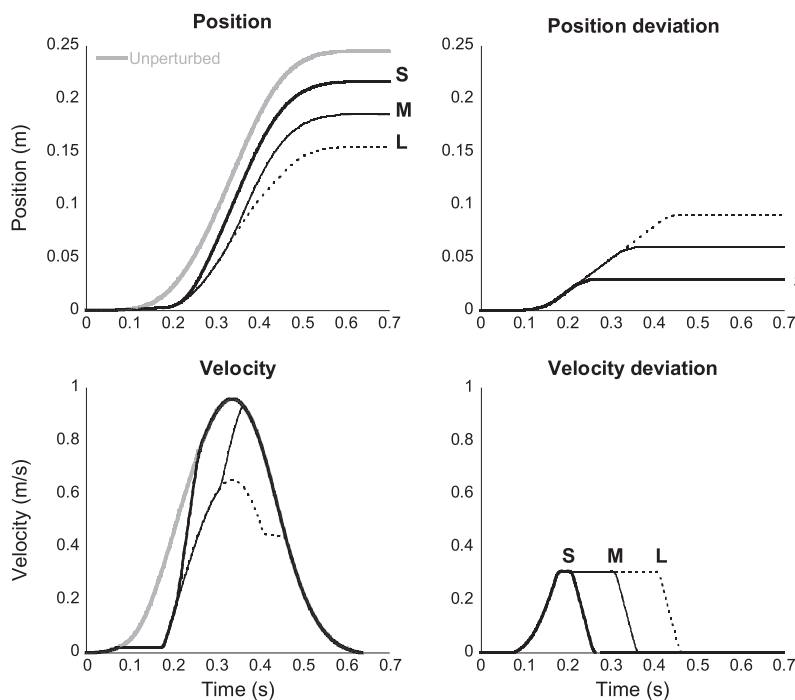 Position
Position deviation
0.25
0.2
0.15
0.1
0.05
0
Position (m)
Unperturbed
S
M
L
0 0.1 0.2 0.3 0.4 0.5 0.6 0.7
0.25
0.2
0.15
0.1
0.05
0
0 0.1 0.2 0.3 0.4 0.5 0.6 0.7
Velocity
Velocity deviation
1
0.8
0.6
0.4
0.2
0
Velocity (m/s)
0 0.1 0.2 0.3 0.4 0.5 0.6 0.7
Time (s)
1
0.8
0.6
0.4
0.2
0
S M L
0 0.1 0.2 0.3 0.4 0.5 0.6 0.7
Time (s)